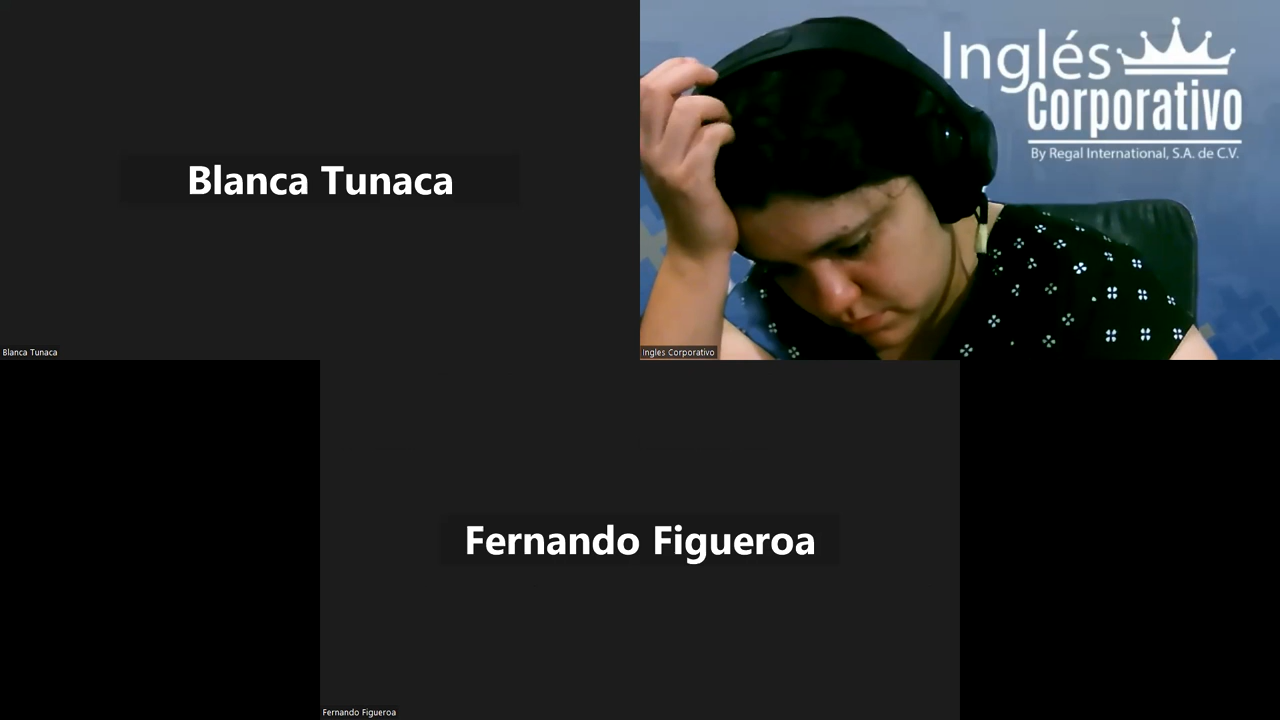 Blanca Tunaca
Blanca Tunaca
Inglés
Corporativo
By Regal International, S.A. de C.V.
Ingles Corporativo
Fernando Figueroa
Fernando Figueroa